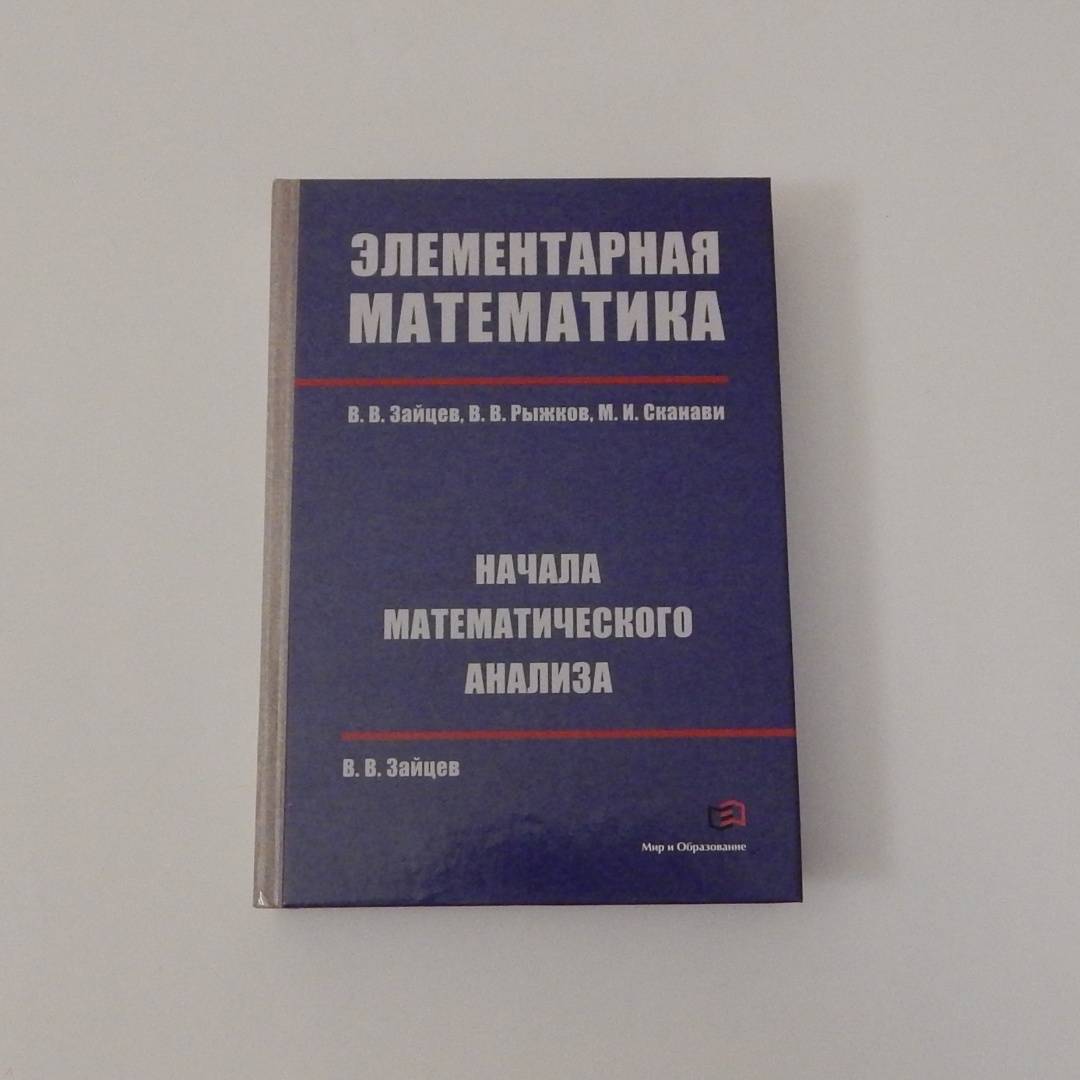 ЭЛЕМЕНТАРНАЯ
МАТЕМАТИКА
В. В. Зайцев, В. В. Рыжков, М. И. Сканави
НАЧАЛА
МАТЕМАТИЧЕСКОГО
АНАЛИЗА
В. В. Зайцев
Мир и Образование